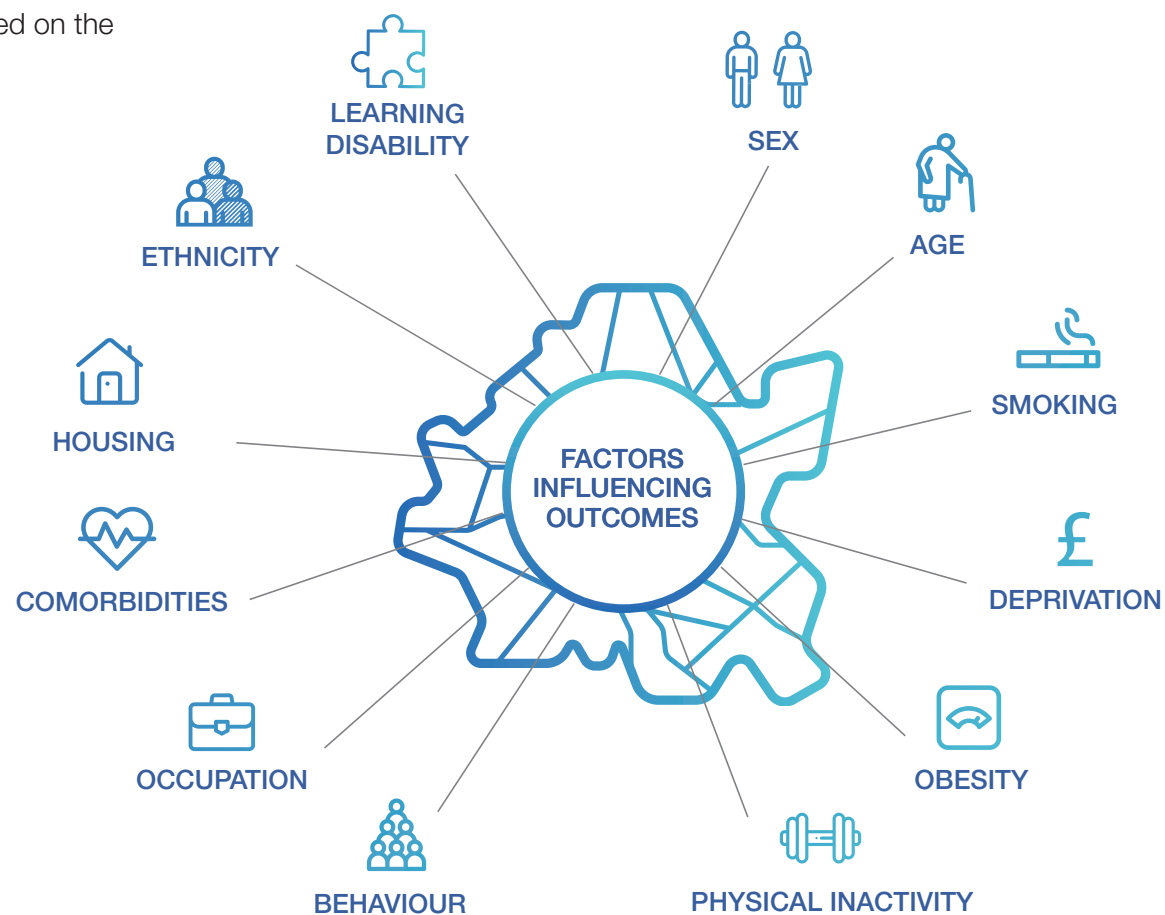 ed on the
LEARNING
DISABILITY
SEX
AGE
ETHNICITY
SMOKING
HOUSING
FACTORS
INFLUENCING
OUTCOMES
£
DEPRIVATION
COMORBIDITIES
OCCUPATION
OBESITY
BEHAVIOUR
PHYSICAL INACTIVITY